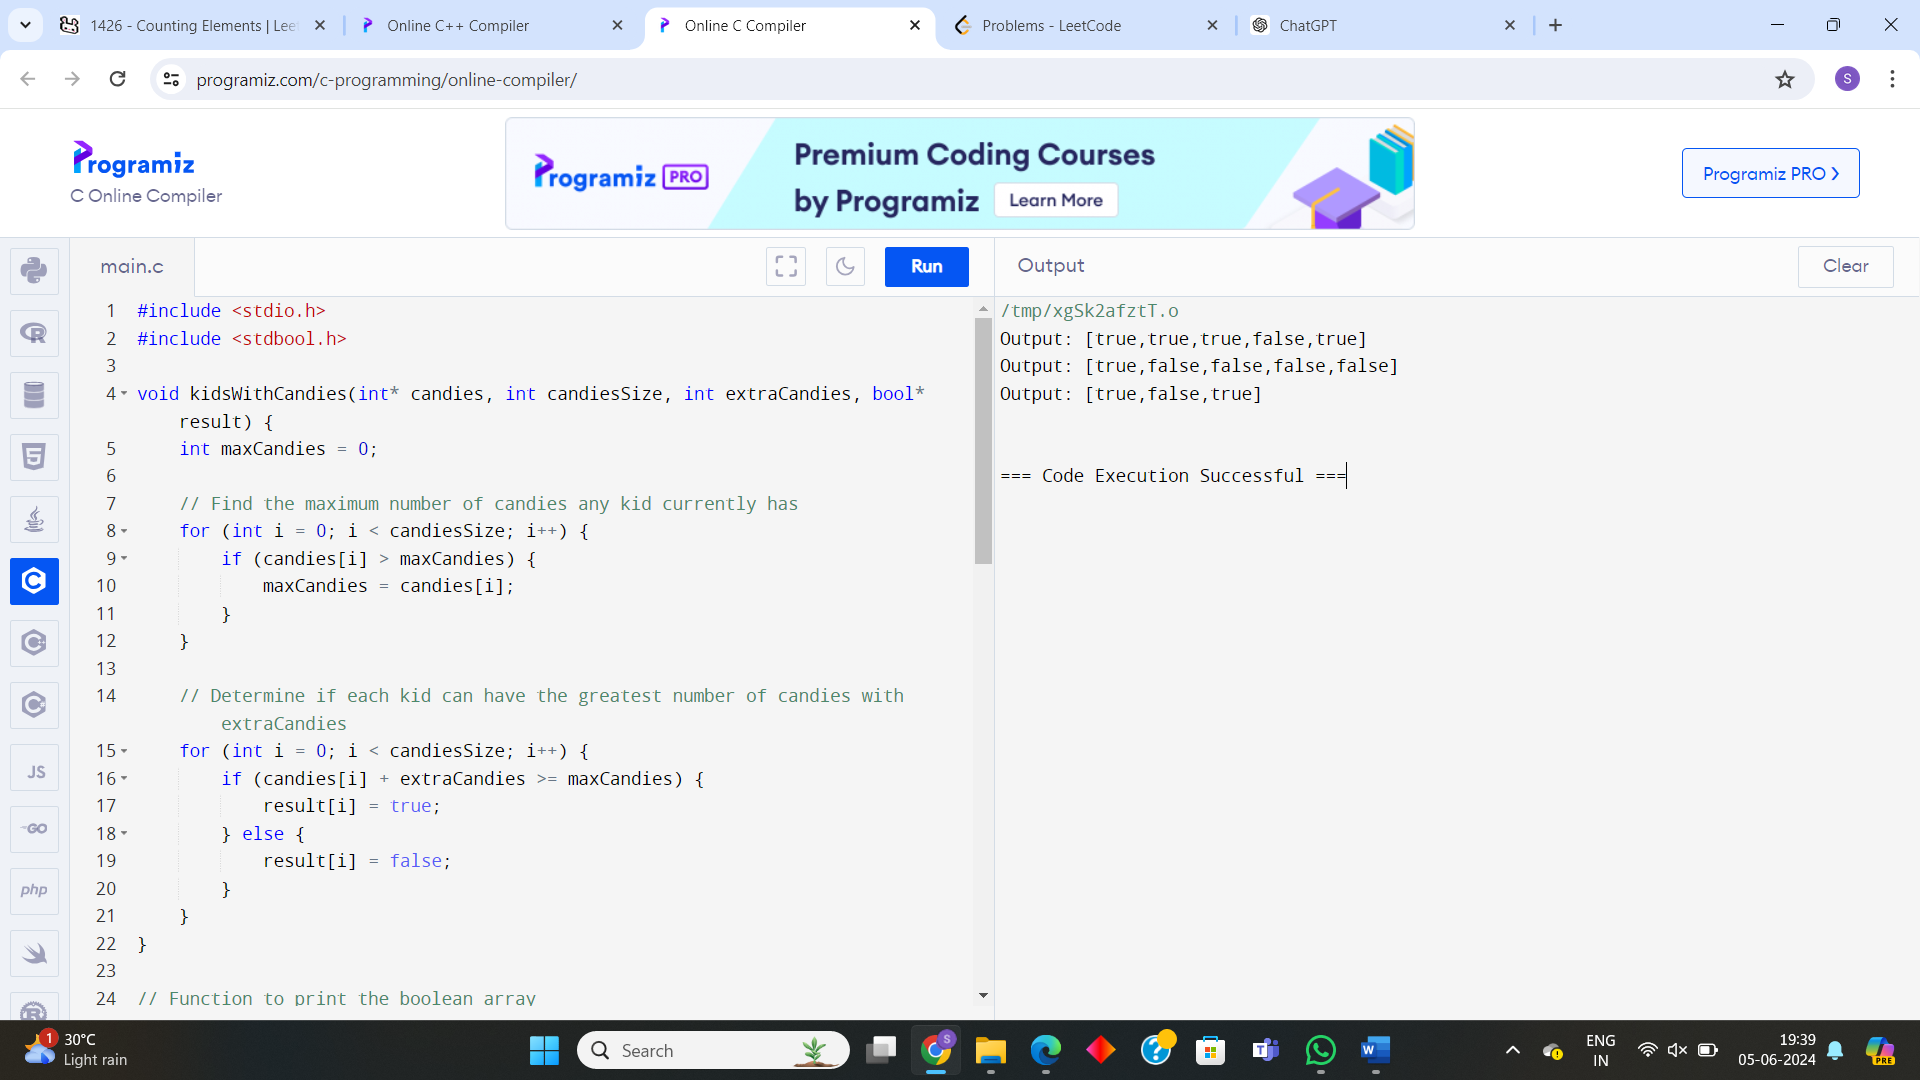 1426 - Counting Elements | Lee
Online C++ Compiler
Online C Compiler
Problems - LeetCode
ChatGPT
programiz.com/c-programming/online-compiler/
S
Programiz
C Online Compiler
Programiz PRO
Premium Coding Courses
by Programiz
Learn More
Programiz PRO
main.c
Run
Output
Clear
1 #include <stdio.h>
2 #include <stdbool.h>
3
4 void kidsWithCandies(int* candies, int candiesSize, int extraCandies, bool*
result) {
5 int maxCandies = 0;
6
7 // Find the maximum number of candies any kid currently has
8 for (int i = 0; i < candiesSize; i++) {
9 if (candies[i] > maxCandies) {
10 maxCandies = candies[i];
11 }
12 }
13
14 // Determine if each kid can have the greatest number of candies with
extraCandies
15 for (int i = 0; i < candiesSize; i++) {
16 if (candies[i] + extraCandies >= maxCandies) {
17 result[i] = true;
18 } else {
19 result[i] = false;
20 }
21 }
22 }
23
24 // Function to print the boolean array
/tmp/xgSk2afztT.o
Output: [true,true,true,false,true]
Output: [true,false,false,false,false]
Output: [true,false,true]
=== Code Execution Successful ===
JS
GO
php
1
30°C
Light rain
Search
S
ENG
IN
19:39
05-06-2024
PRE